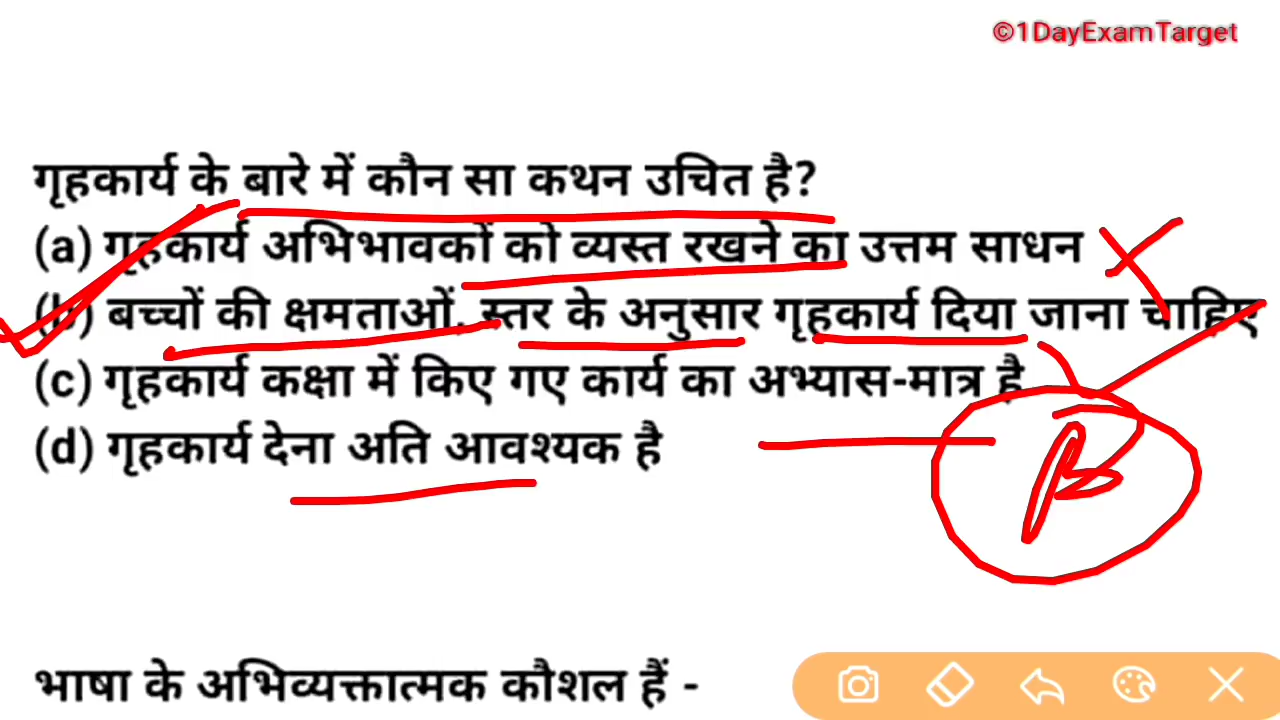 ©1DayExamTarget
गृहकार्य के बारे में कौन सा कथन उचित है?
(a) गृहकार्य अभिभावकों को व्यस्त रखने का उत्तम साधन
(b) बच्चों की क्षमताओं, स्तर के अनुसार गृहकार्य दिया जाना चाहिए
(c) गृहकार्य कक्षा में किए गए कार्य का अभ्यास-मात्र है
(d) गृहकार्य देना अति आवश्यक है
B
भाषा के अभिव्यक्तात्मक कौशल हैं -